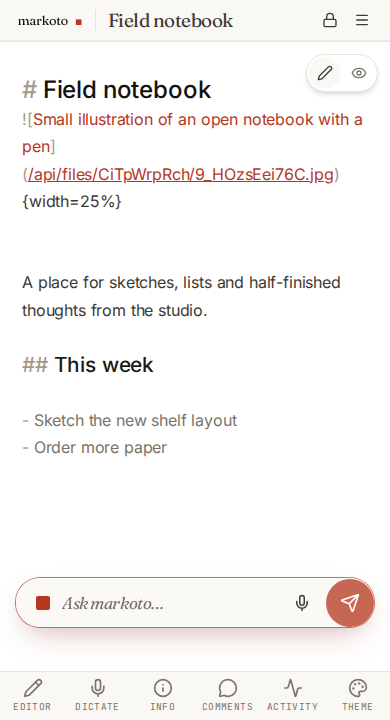 markoto
Field notebook
# Field notebook
![Small illustration of an open notebook with a
pen]
(/api/files/CiTpWrpRch/9_HOzsEei76C.jpg)
{width=25%}
A place for sketches, lists and half-finished
thoughts from the studio.
## This week
- Sketch the new shelf layout
- Order more paper
Ask markoto...
EDITOR DICTATE INFO COMMENTS ACTIVITY THEME